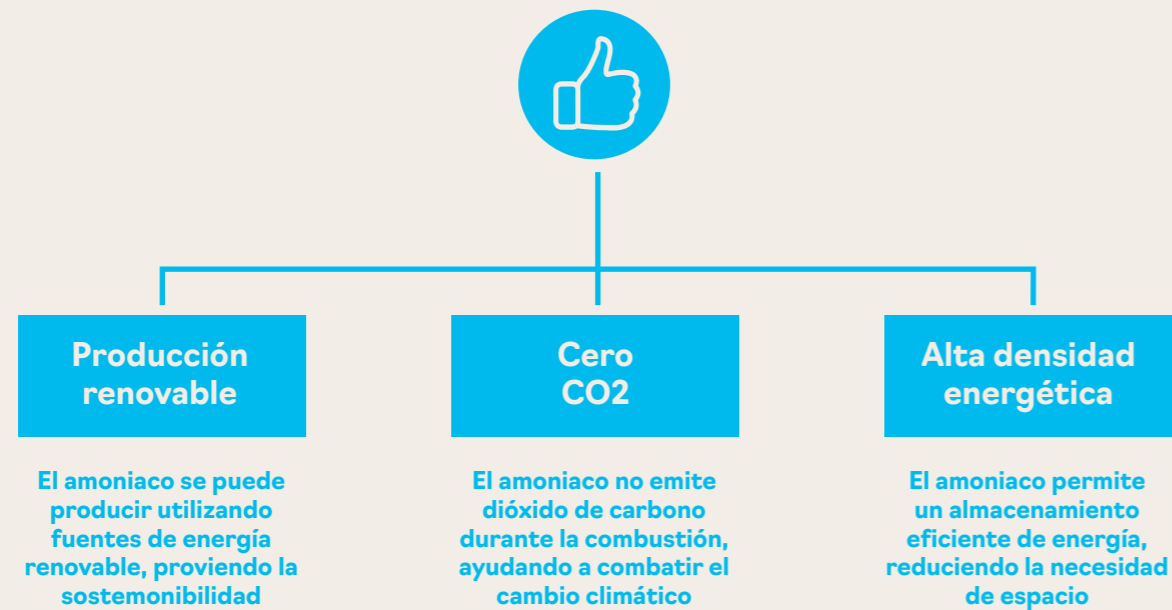 Producción
renovable
El amoniaco se puede
producir utilizando
fuentes de energía
renovable, proviendo la
sostemonibilidad
Cero
CO2
El amoniaco no emite
dióxido de carbono
durante la combustión,
ayudando a combatir el
cambio climático
Alta densidad
energética
El amoniaco permite
un almacenamiento
eficiente de energía,
reduciendo la necesidad
de espacio